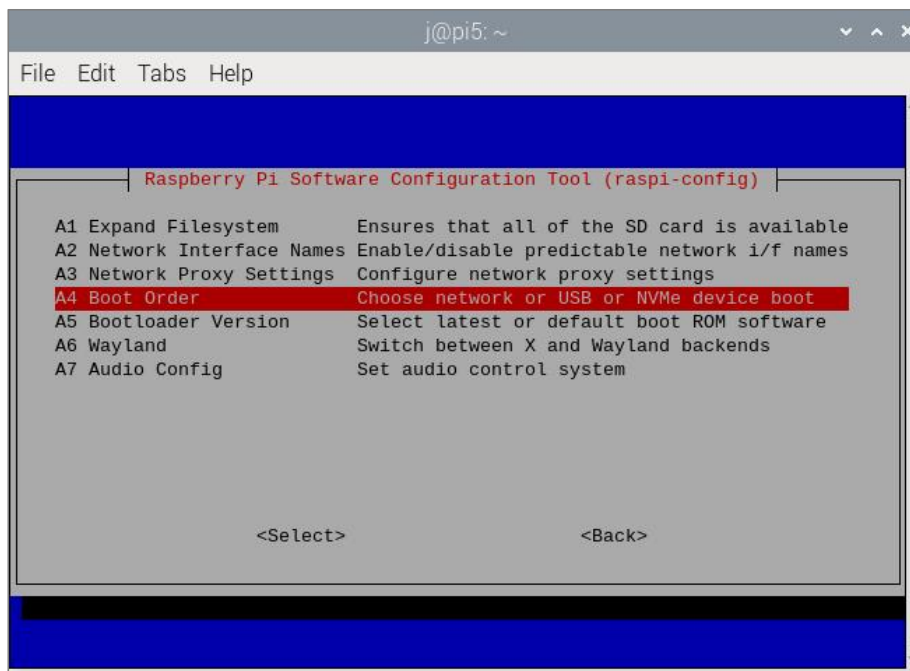 j@pi5: ~
File Edit Tabs Help
Raspberry Pi Software Configuration Tool (raspi-config)
A1 Expand Filesystem Ensures that all of the SD card is available
A2 Network Interface Names Enable/disable predictable network i/f names
A3 Network Proxy Settings Configure network proxy settings
A4 Boot Order Choose network or USB or NVMe device boot
A5 Bootloader Version Select latest or default boot ROM software
A6 Wayland Switch between X and Wayland backends
A7 Audio Config Set audio control system
<Select> <Back>